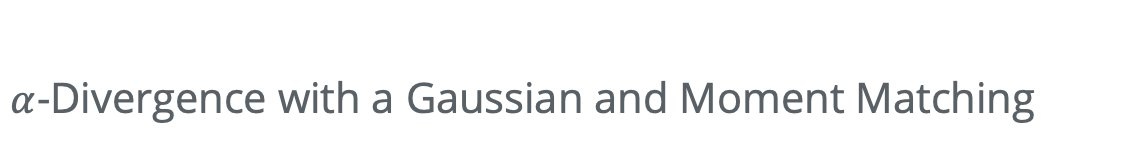 α-Divergence with a Gaussian and Moment Matching